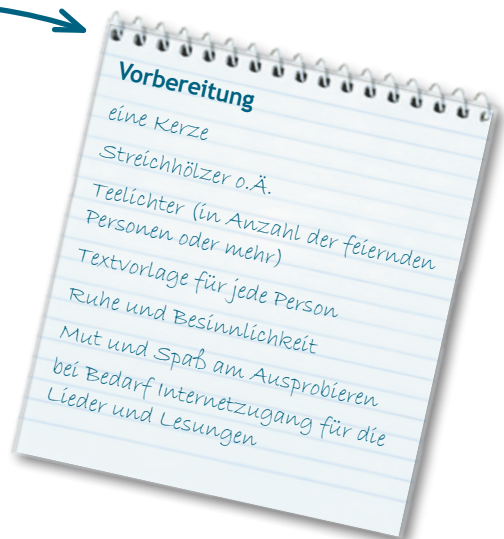 Vorbereitung
eine Kerze
Streichhölzer o.Ä.
Teelichter (in Anzahl der feiernden
Personen oder mehr)
Textvorlage für jede Person
Ruhe und Besinnlichkeit
Mut und Spaß am Ausprobieren
bei Bedarf Internetzugang für die
Lieder und Lesungen